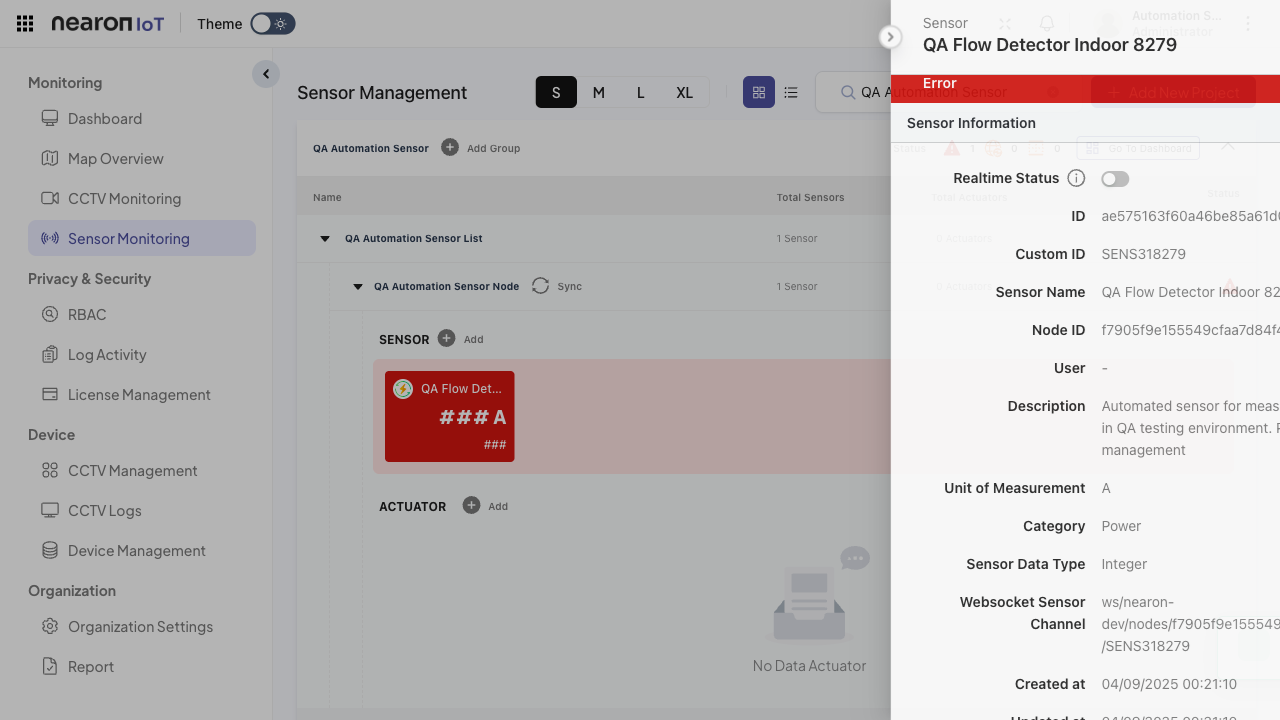 nearon IoT
Theme
Monitoring
Dashboard
Map Overview
CCTV Monitoring
Sensor Monitoring
Privacy & Security
RBAC
Log Activity
License Management
Device
CCTV Management
CCTV Logs
Device Management
Organization
Organization Settings
Report
Sensor Management
S M L XL
QA Automation Sensor
Add New Project
QA Automation Sensor
Add Group
Status 1 0 0 Go To Dashboard
Name Total Sensors Total Actuators Status
QA Automation Sensor List 1 Sensor 0 Actuators
QA Automation Sensor Node Sync 1 Sensor 0 Actuators
SENSOR Add
QA Flow Det...
### A
###
ACTUATOR Add
No Data Actuator
Automation S...
Administrator
Sensor
QA Flow Detector Indoor 8279
Error
Sensor Information
Realtime Status
ID ae575163f60a46be85a61d
Custom ID SENS318279
Sensor Name QA Flow Detector Indoor 82
Node ID f7905f9e155549cfaa7d84f
User -
Description Automated sensor for meas
in QA testing environment.
management
Unit of Measurement A
Category Power
Sensor Data Type Integer
Websocket Sensor Channel ws/nearon-
dev/nodes/f7905f9e155549
/SENS318279
Created at 04/09/2025 00:21:10